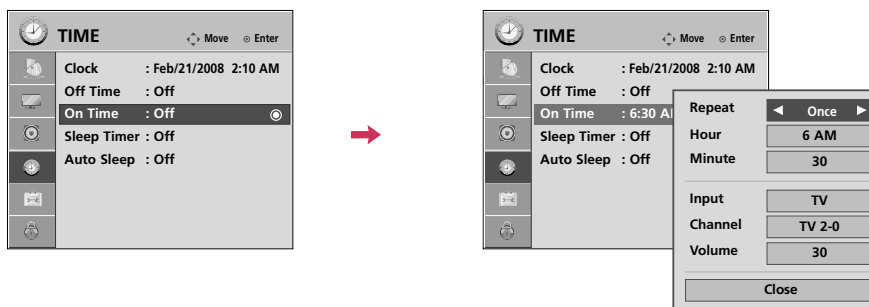 TIME Move Enter
Clock : Feb/21/2008 2:10 AM
Off Time : Off
On Time : Off
Sleep Timer : Off
Auto Sleep : Off
TIME Move Enter
Clock : Feb/21/2008 2:10 AM
Off Time : Off
On Time : 6:30 A
Sleep Timer : Off
Auto Sleep : Off
Repeat ◀ Once ▶
Hour 6 AM
Minute 30
Input TV
Channel TV 2-0
Volume 30
Close